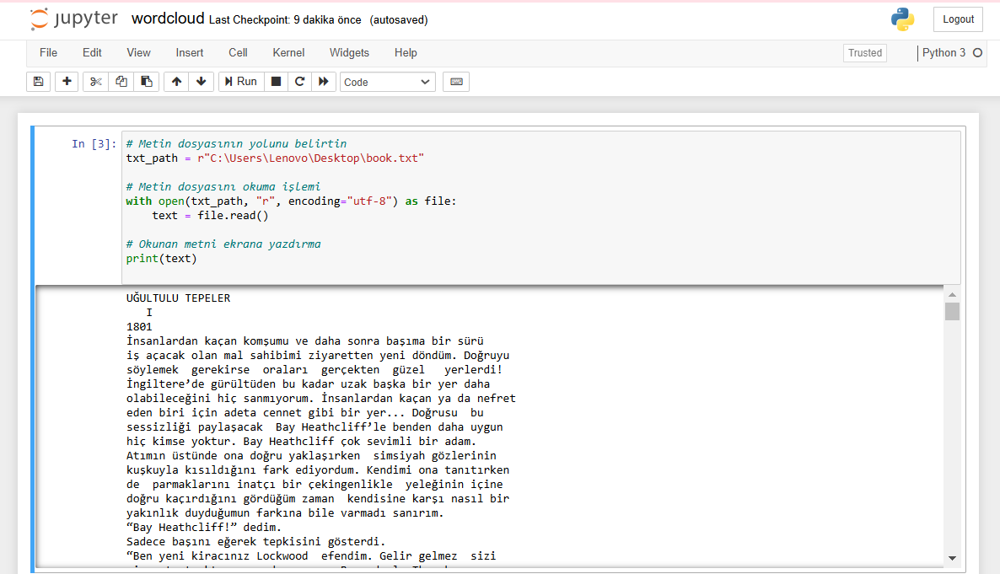 jupyter wordcloud Last Checkpoint: 9 dakika önce (autosaved)
Logout
File Edit View Insert Cell Kernel Widgets Help
Trusted
Python 3
Run
Code
In [3]:
# Metin dosyasının yolunu belirtin
txt_path = r"C:\Users\Lenovo\Desktop\book.txt"
# Metin dosyasını okuma işlemi
with open(txt_path, "r", encoding="utf-8") as file:
    text = file.read()
# Okunan metni ekrana yazdırma
print(text)
UĞULTULU TEPELER
I
1801
İnsanlardan kaçan komşumu ve daha sonra başıma bir sürü
iş açacak olan mal sahibimi ziyaretten yeni döndüm. Doğruyu
söylemek  gerekirse  oraları  gerçekten  güzel   yerlerdi!
İngiltere’de gürültüden bu kadar uzak başka bir yer daha
olabileceğini hiç sanmıyorum. İnsanlardan kaçan ya da nefret
eden biri için adeta cennet gibi bir yer... Doğrusu  bu
sessizliği paylaşacak  Bay Heathcliff’le benden daha uygun
hiç kimse yoktur. Bay Heathcliff çok sevimli bir adam.
Atımın üstünde ona doğru yaklaşırken  simsiyah gözlerinin
kuşkuyla kısıldığını fark ediyordum. Kendimi ona tanıtırken
de  parmaklarını inatçı bir çekingenlikle  yeleğinin içine
doğru kaçırdığını gördüğüm zaman  kendisine karşı nasıl bir
yakınlık duyduğumun farkına bile varmadı sanırım.
“Bay Heathcliff!” dedim.
Sadece başını eğerek tepkisini gösterdi.
“Ben yeni kiracınız Lockwood  efendim. Gelir gelmez  sizi